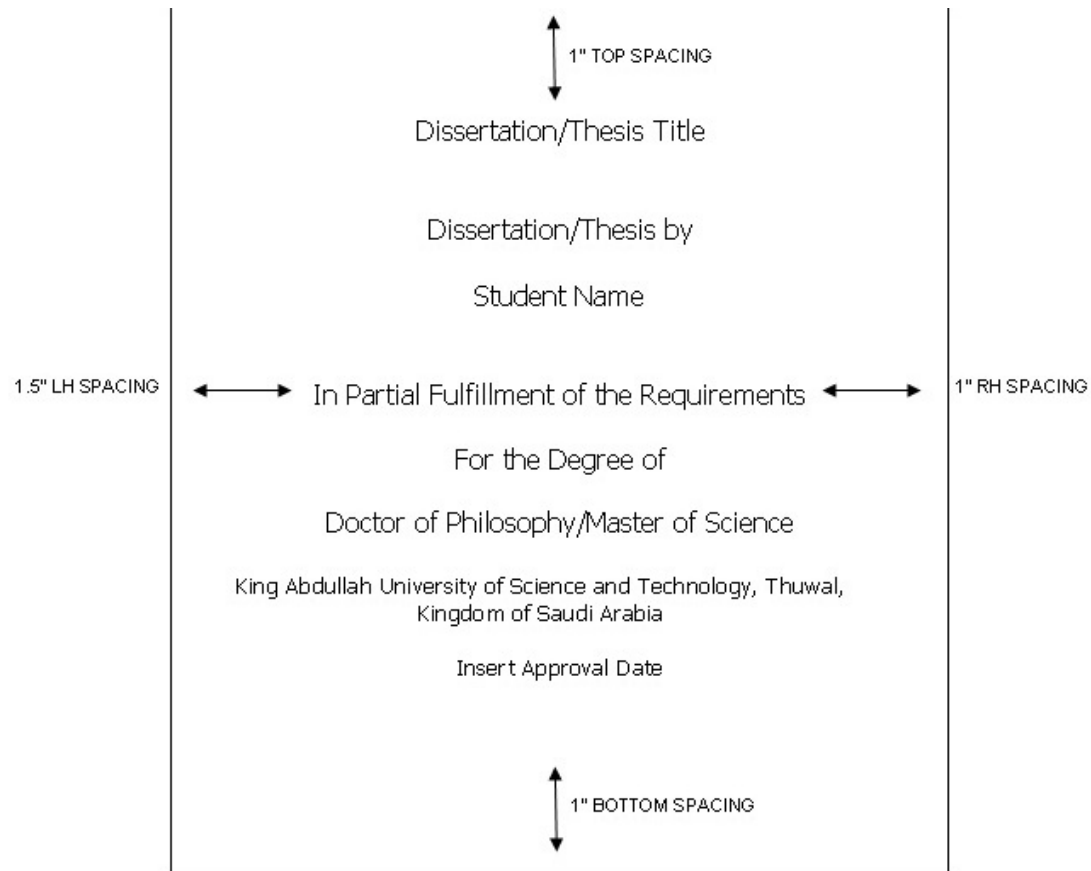 1" TOP SPACING
Dissertation/Thesis Title
Dissertation/Thesis by
Student Name
1.5" LH SPACING
In Partial Fulfillment of the Requirements
1" RH SPACING
For the Degree of
Doctor of Philosophy/Master of Science
King Abdullah University of Science and Technology, Thuwal,
Kingdom of Saudi Arabia
Insert Approval Date
1" BOTTOM SPACING